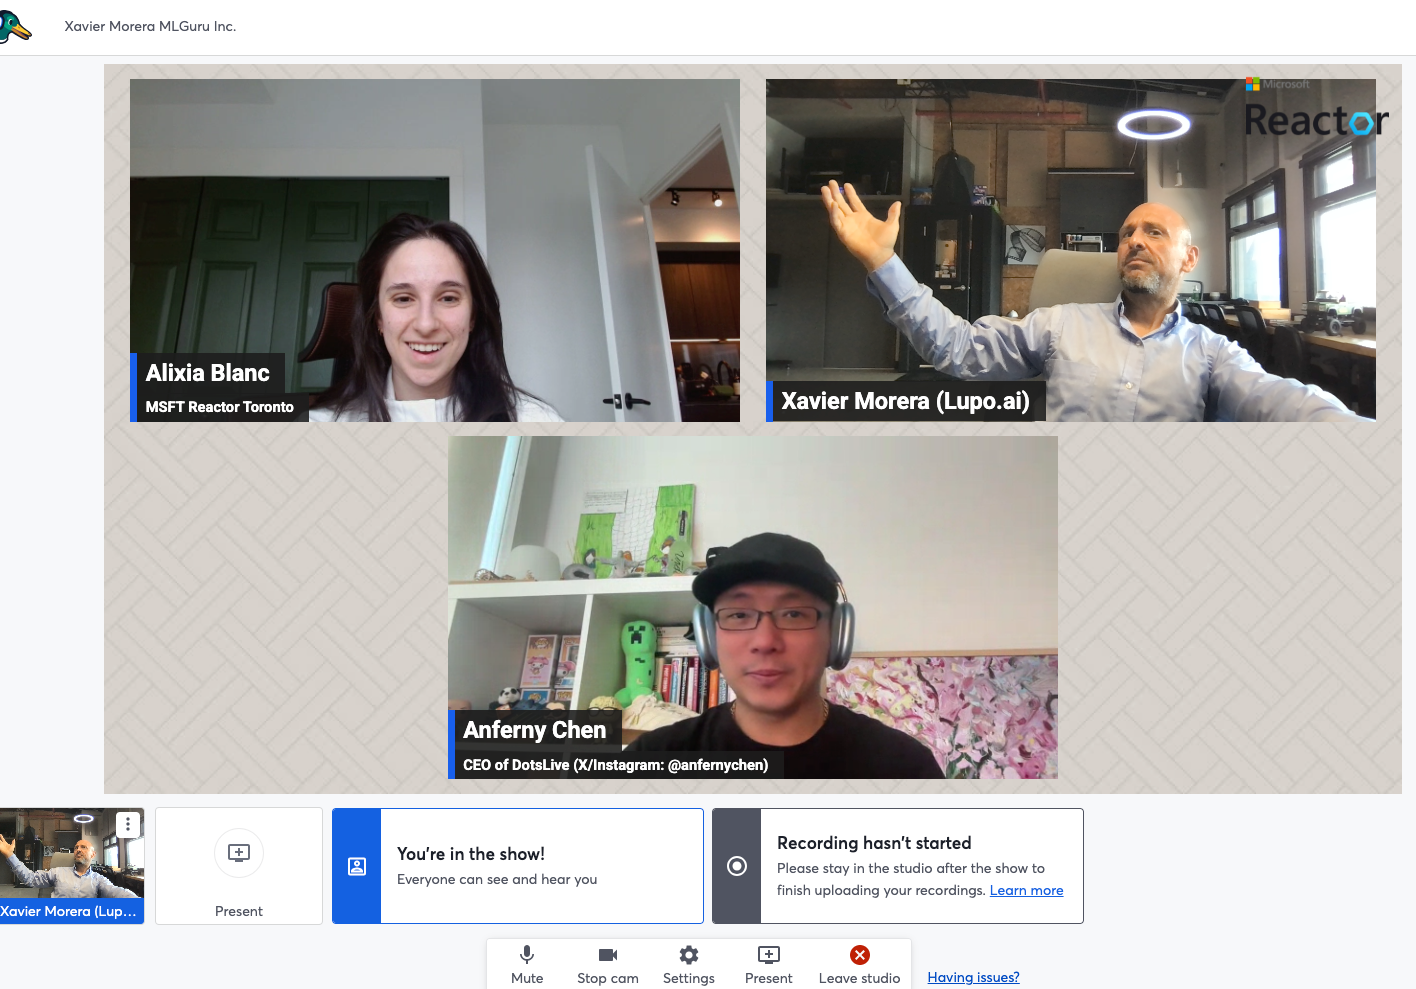 Xavier Morera MLGuru Inc.
Microsoft
Reactor
Alixia Blanc
MSFT Reactor Toronto
Xavier Morera (Lupo.ai)
Anferny Chen
CEO of DotsLive (X/Instagram: @anfernychen)
Xavier Morera (Lup...
Present
You're in the show!
Everyone can see and hear you
Recording hasn't started
Please stay in the studio after the show to
finish uploading your recordings. Learn more
Mute
Stop cam
Settings
Present
Leave studio
Having issues?